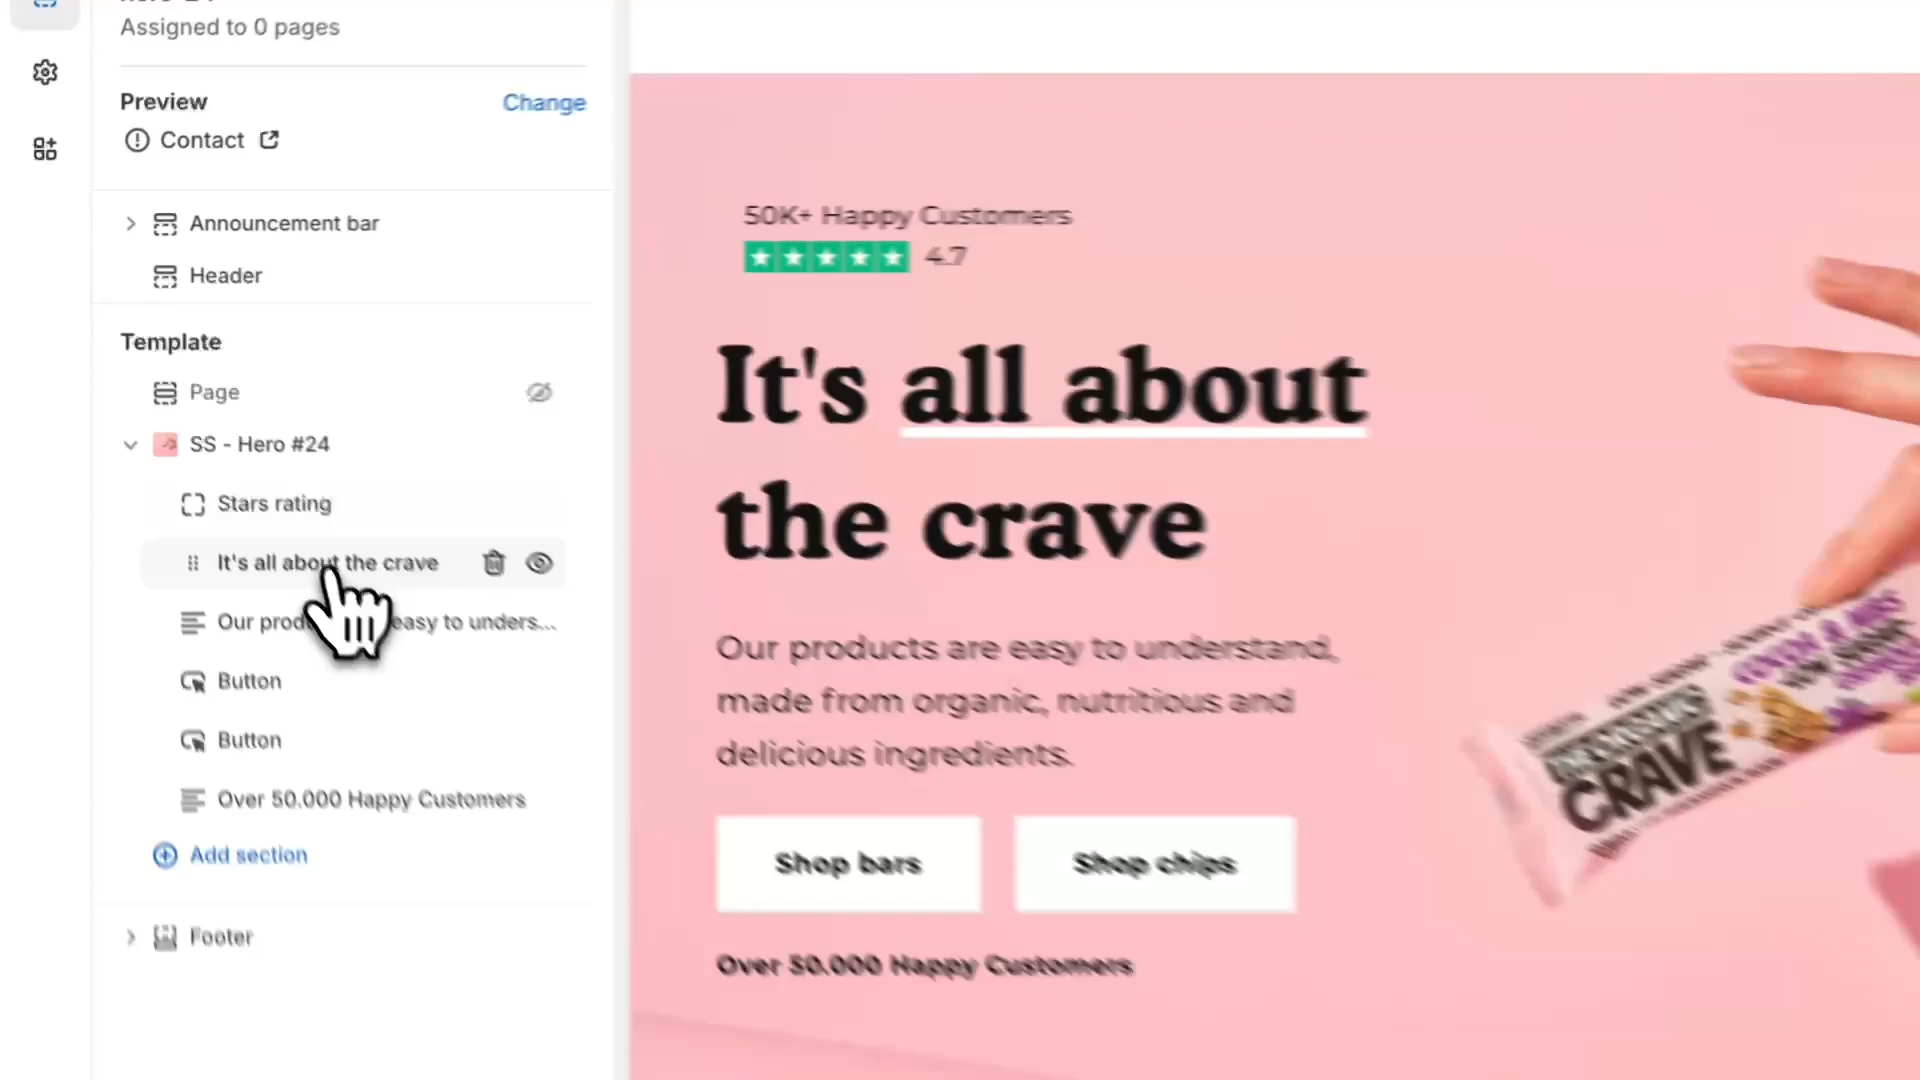 Assigned to 0 pages
Preview
Change
Contact
Announcement bar
Header
Template
Page
SS - Hero #24
Stars rating
It's all about the crave
Our prod easy to unders...
Button
Button
Over 50.000 Happy Customers
Add section
Footer
50K+ Happy Customers
4.7
It's all about
the crave
Our products are easy to understand,
made from organic, nutritious and
delicious ingredients.
Shop bars
Shop chips
Over 50.000 Happy Customers
CRAVE